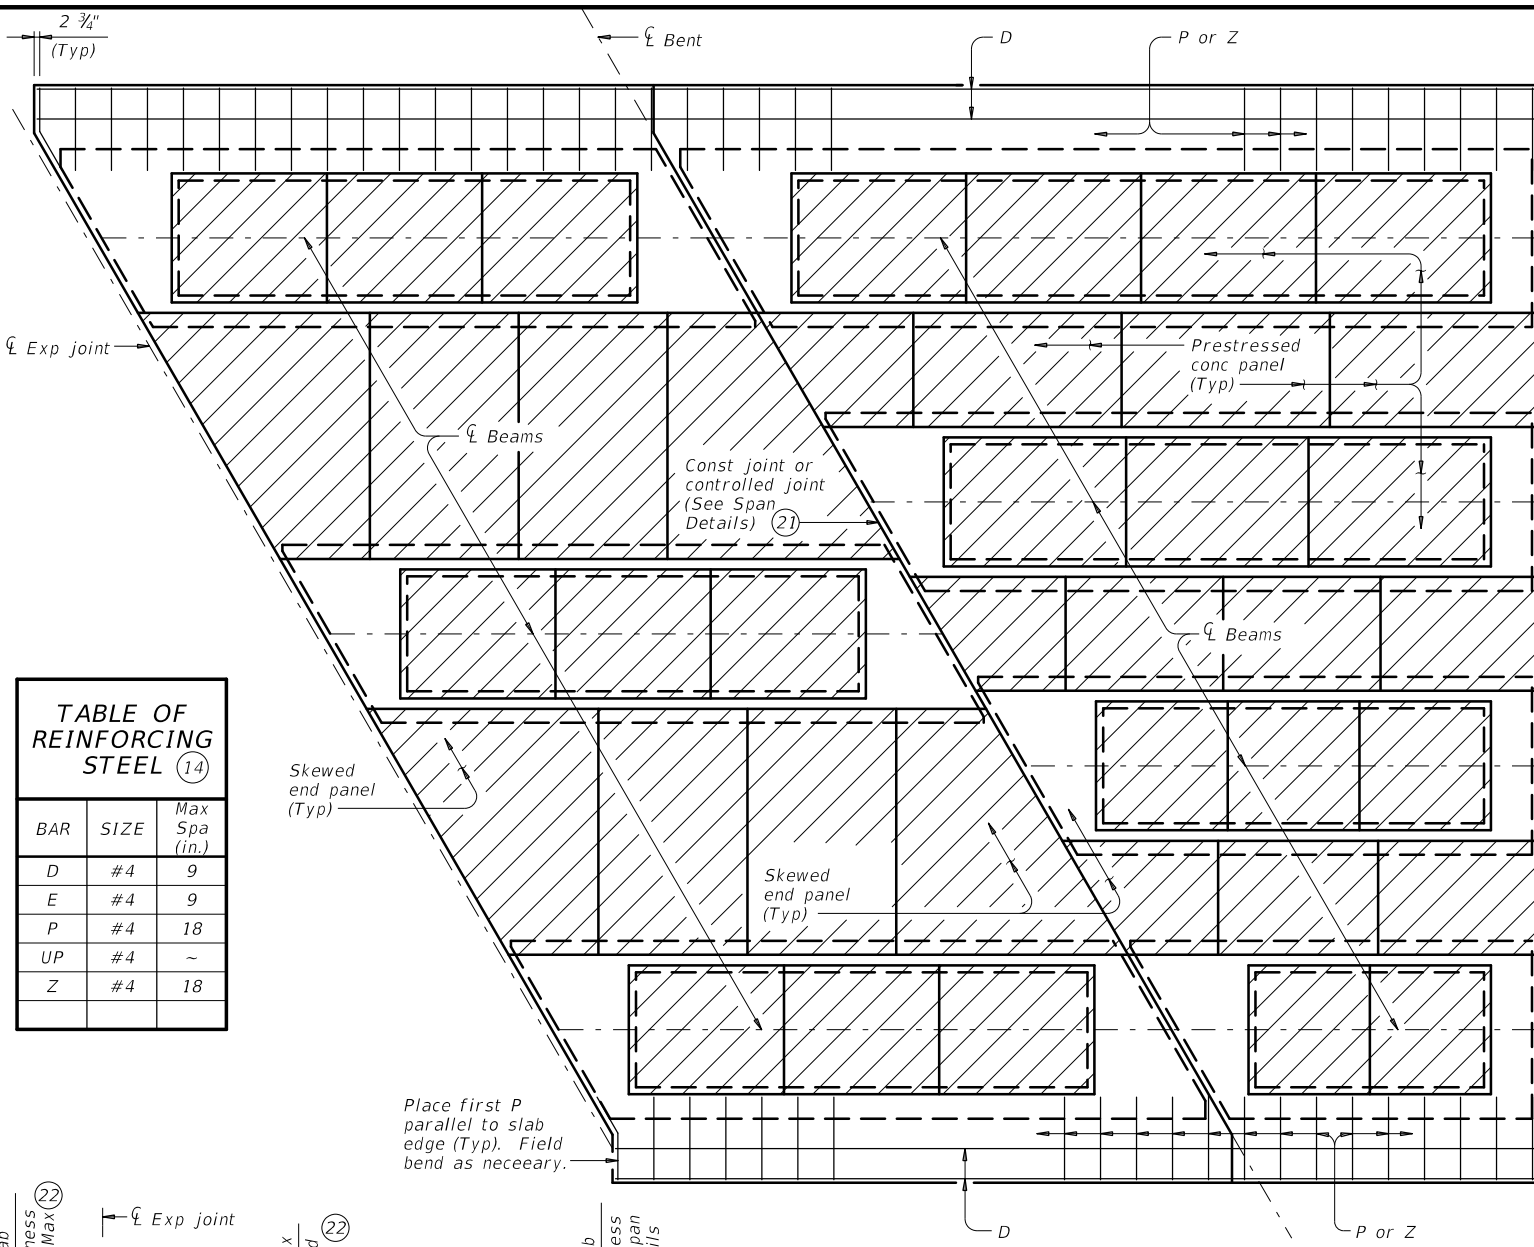 2 ¾"
(Typ)
℄ Bent
D
P or Z
℄ Exp joint
℄ Beams
Prestressed
conc panel
(Typ)
Const joint or
controlled joint
(See Span
Details) 21
℄ Beams
TABLE OF
REINFORCING
STEEL 14
BAR SIZE Max Spa (in.)
D #4 9
E #4 9
P #4 18
UP #4 ~
Z #4 18
Skewed
end panel
(Typ)
Skewed
end panel
(Typ)
Place first P
parallel to slab
edge (Typ). Field
bend as neceeary.
22
Max
℄ Exp joint
22
D
P or Z